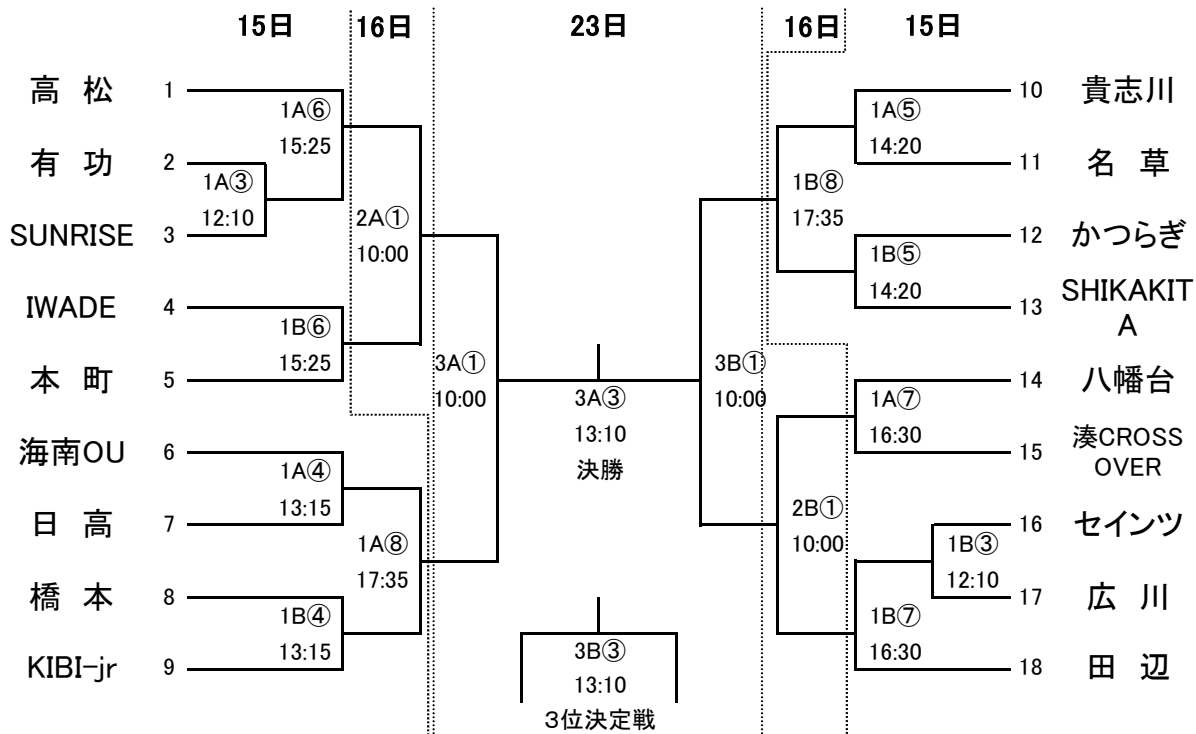 15日 16日 23日 16日 15日
高 松 1
1A⑥
15:25
有 功 2
1A③
12:10
SUNRISE 3
2A①
10:00
IWADE 4
1B⑥
15:25
本 町 5
3A①
10:00
海南OU 6
1A④
13:15
日 高 7
1A⑧
17:35
橋 本 8
1B④
13:15
KIBI-jr 9
3A③
13:10
決勝
3B③
13:10
3位決定戦
10 貴志川
1A⑤
14:20
11 名 草
1B⑧
17:35
12 かつらぎ
1B⑤
14:20
13 SHIKAKIT
A
3B①
10:00
14 八幡台
1A⑦
16:30
15 湊CROSS
OVER
2B①
10:00
16 セインツ
1B③
12:10
17 広 川
1B⑦
16:30
18 田 辺